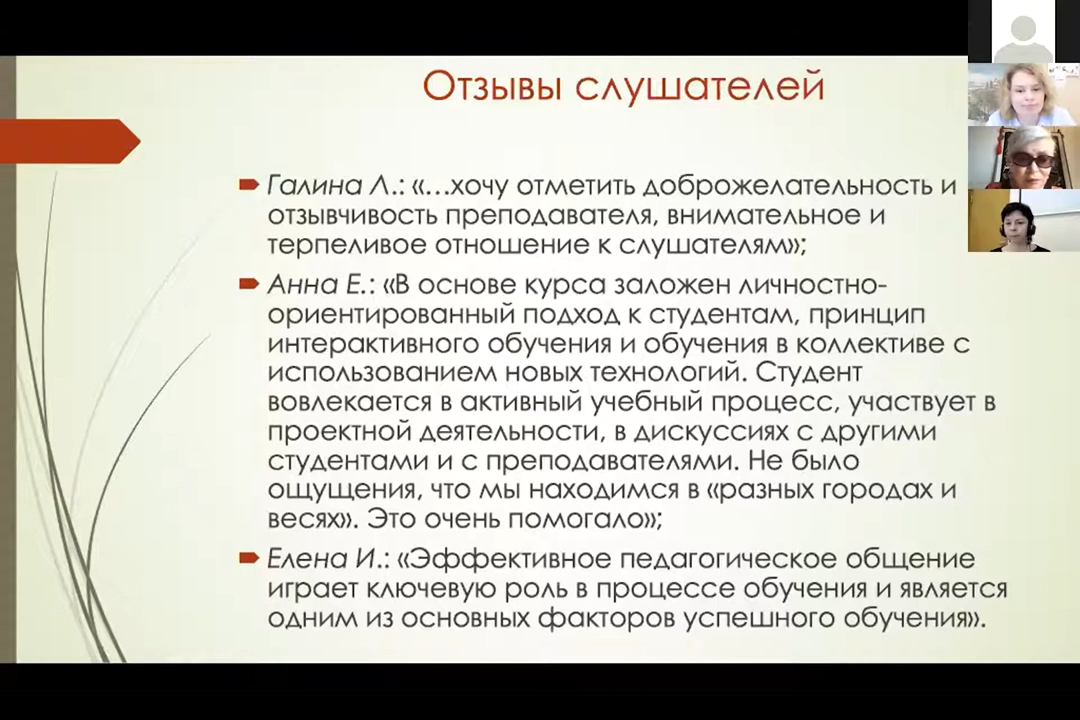 Отзывы слушателей
Галина Л.: «…хочу отметить доброжелательность и
отзывчивость преподавателя, внимательное и
терпеливое отношение к слушателям»;
Анна Е.: «В основе курса заложен личностно-
ориентированный подход к студентам, принцип
интерактивного обучения и обучения в коллективе с
использованием новых технологий. Студент
вовлекается в активный учебный процесс, участвует в
проектной деятельности, в дискуссиях с другими
студентами и с преподавателями. Не было
ощущения, что мы находимся в «разных городах и
весях». Это очень помогало»;
Елена И.: «Эффективное педагогическое общение
играет ключевую роль в процессе обучения и является
одним из основных факторов успешного обучения».